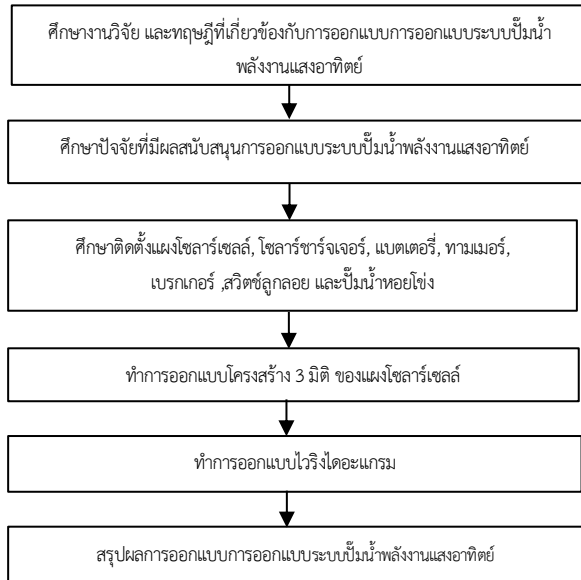 ศึกษางานวิจัย และทฤษฎีที่เกี่ยวข้องกับการออกแบบการออกแบบระบบปั๊มน้ำ
พลังงานแสงอาทิตย์
ศึกษาปัจจัยที่มีผลสนับสนุนการออกแบบระบบปั๊มน้ำพลังงานแสงอาทิตย์
ศึกษาติดตั้งแผงโซลาร์เซลล์, โซลาร์ชาร์จเจอร์, แบตเตอรี่, ทามเมอร์,
เบรกเกอร์ ,สวิตช์ลูกลอย และปั๊มน้ำหอยโข่ง
ทำการออกแบบโครงสร้าง 3 มิติ ของแผงโซลาร์เซลล์
ทำการออกแบบไวริงไดอะแกรม
สรุปผลการออกแบบการออกแบบระบบปั๊มน้ำพลังงานแสงอาทิตย์